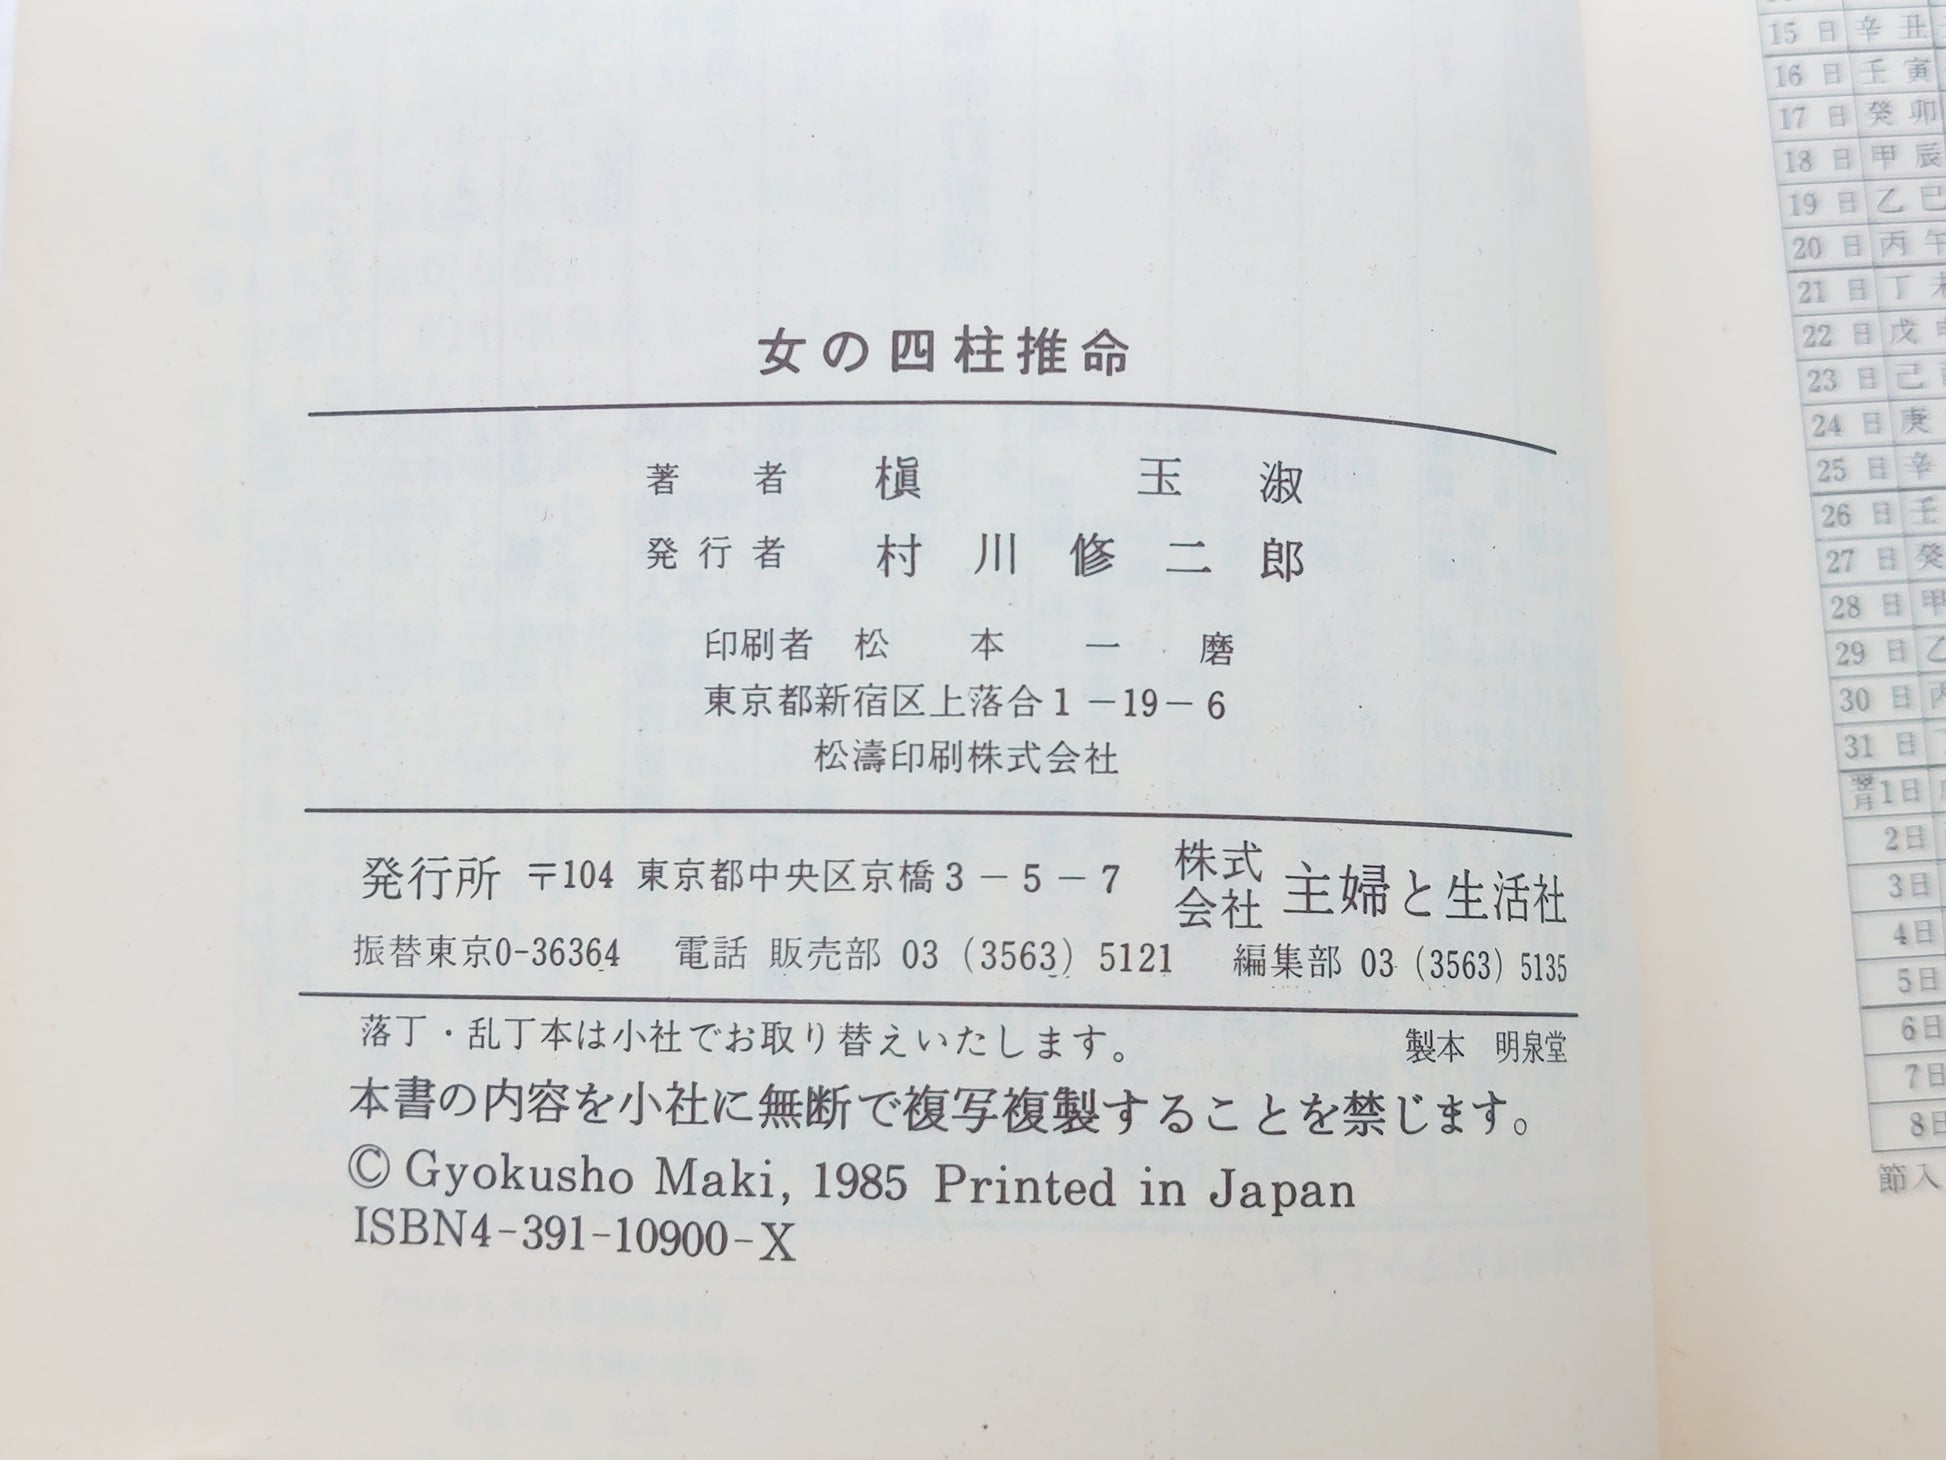 女の四柱推命
著者 槇 玉淑
発行者 村川修二郎
印刷者 松本一磨
東京都新宿区上落合1-19-6
松濤印刷株式会社
発行所 〒104 東京都中央区京橋3-5-7 株式会社 主婦と生活社
振替東京0-36364 電話 販売部 03(3563)5121 編集部 03(3563)5135
落丁・乱丁本は小社でお取り替えいたします。 製本 明泉堂
本書の内容を小社に無断で複写複製することを禁じます。
© Gyokusho Maki, 1985 Printed in Japan
ISBN4-391-10900-X
15日 辛丑
16日 壬寅
17日 癸卯
18日 甲辰
19日 乙巳
20日 丙午
21日 丁未
22日 戊申
23日 己
24日 庚
25日 辛
26日 壬
27日 癸
28日 甲
29日 乙
30日 丙
31日
翌月1日
2日
3日
4日
5日
6日
7日
8日
節入